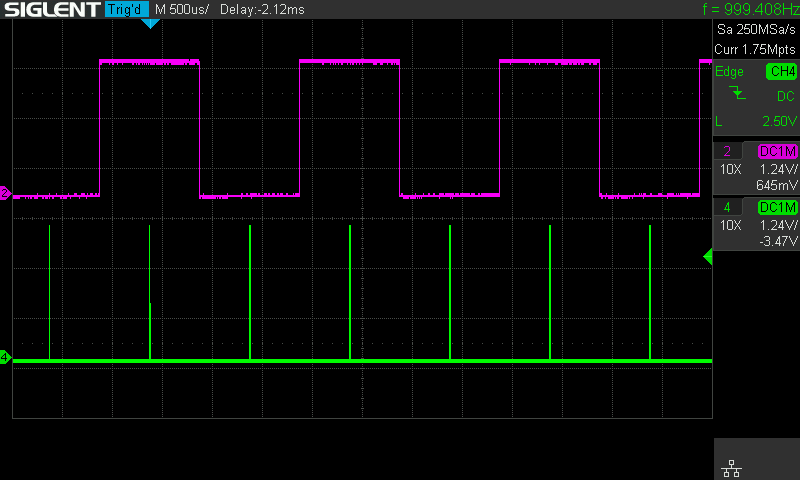 SIGLENT Trig'd M 500us/ Delay:-2.12ms f = 999.408Hz
Sa 250MSa/s
Curr 1.75Mpts
Edge CH4
DC
L 2.50V
2 DC1M
10X 1.24V/
645mV
4 DC1M
10X 1.24V/
-3.47V
2
4